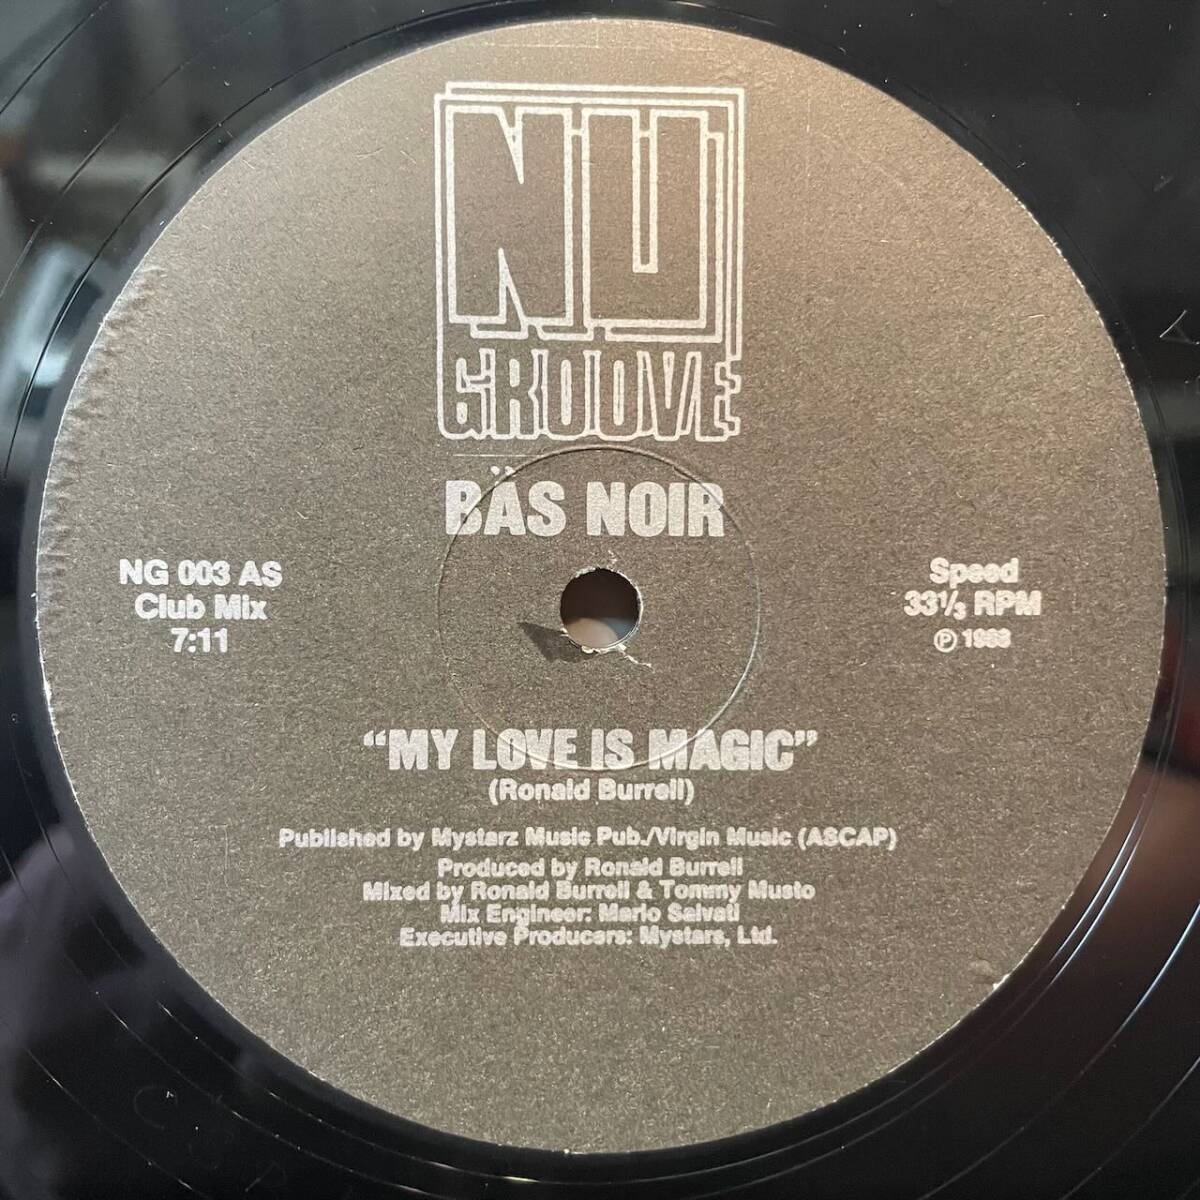 NU
GROOVE
BÄS NOIR
NG 003 AS
Club Mix
7:11
Speed
33⅓ RPM
℗ 1988
"MY LOVE IS MAGIC"
(Ronald Burrell)
Published by Mystarz Music Pub./Virgin Music (ASCAP)
Produced by Ronald Burrell
Mixed by Ronald Burrell & Tommy Musto
Mix Engineer: Mario Salvati
Executive Producers: Mystars, Ltd.